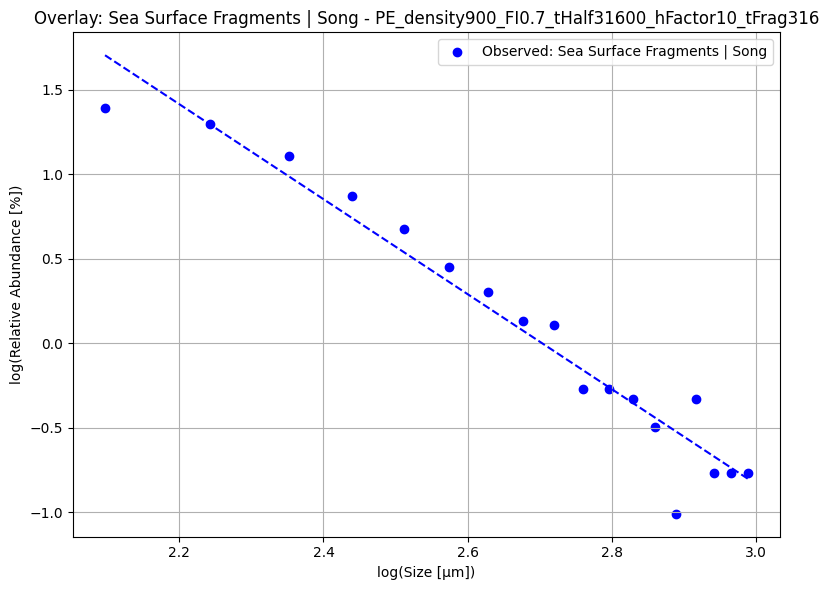 Overlay: Sea Surface Fragments | Song - PE_density900_FI0.7_tHalf31600_hFactor10_tFrag316
Observed: Sea Surface Fragments | Song
1.5
1.0
0.5
0.0
−0.5
−1.0
log(Relative Abundance [%])
2.2 2.4 2.6 2.8 3.0
log(Size [μm])